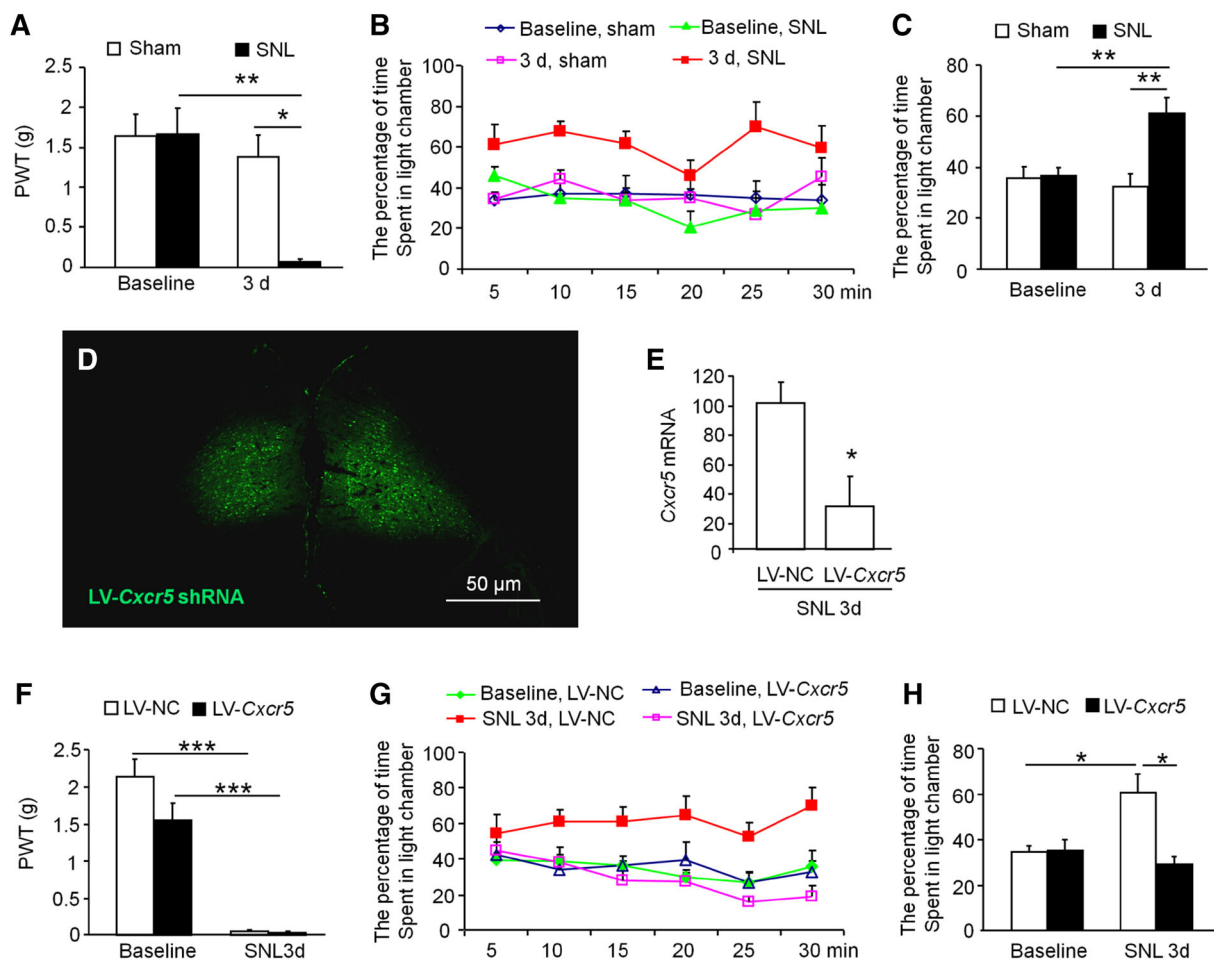 A
Sham SNL
PWT (g)
2.5
2
1.5
1
0.5
0
**
*
Baseline 3 d
B
Baseline, sham Baseline, SNL
3 d, sham 3 d, SNL
The percentage of time
Spent in light chamber
100
80
60
40
20
0
5 10 15 20 25 30 min
C
Sham SNL
The percentage of time
Spent in light chamber
80
60
40
20
0
**
**
Baseline 3 d
D
LV-Cxcr5 shRNA
50 µm
E
Cxcr5 mRNA
120
100
80
60
40
20
0
*
LV-NC LV-Cxcr5
SNL 3d
F
LV-NC LV-Cxcr5
PWT (g)
2.5
2
1.5
1
0.5
0
***
***
Baseline SNL3d
G
Baseline, LV-NC Baseline, LV-Cxcr5
SNL 3d, LV-NC SNL 3d, LV-Cxcr5
The percentage of time
Spent in light chamber
100
80
60
40
20
0
5 10 15 20 25 30 min
H
LV-NC LV-Cxcr5
The percentage of time
Spent in light chamber
80
60
40
20
0
*
*
Baseline SNL 3d